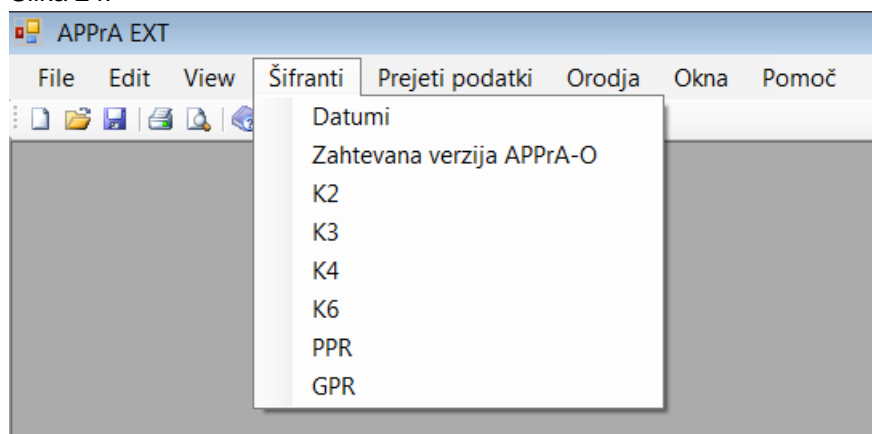 APPrA EXT
File Edit View Šifranti Prejeti podatki Orodja Okna Pomoč
Datumi
Zahtevana verzija APPrA-O
K2
K3
K4
K6
PPR
GPR